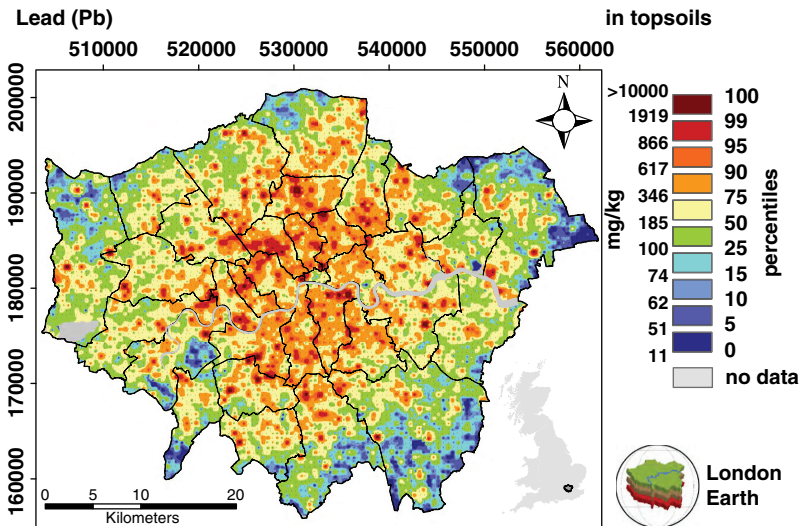 Lead (Pb)
in topsoils
510000 520000 530000 540000 550000 560000
200000
190000
180000
170000
160000
N
mg/kg
percentiles
>10000 100
1919 99
866 95
617 90
346 75
185 50
100 25
74 15
62 10
51 5
11 0
no data
0 5 10 20
Kilometers
London
Earth